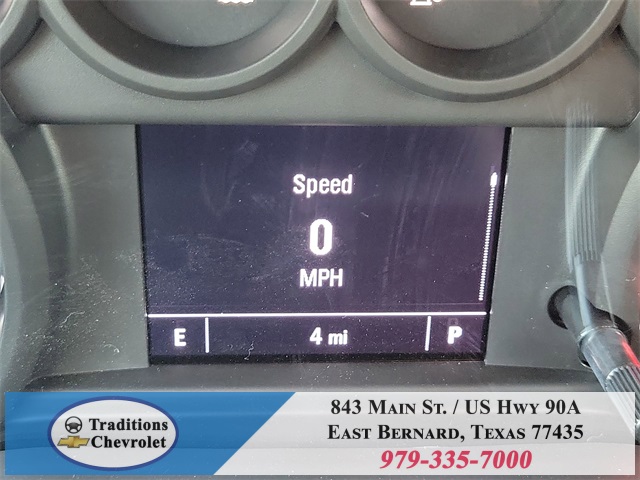 Speed
0
MPH
E 4 mi P
Traditions
Chevrolet
843 Main St. / US Hwy 90A
East Bernard, Texas 77435
979-335-7000